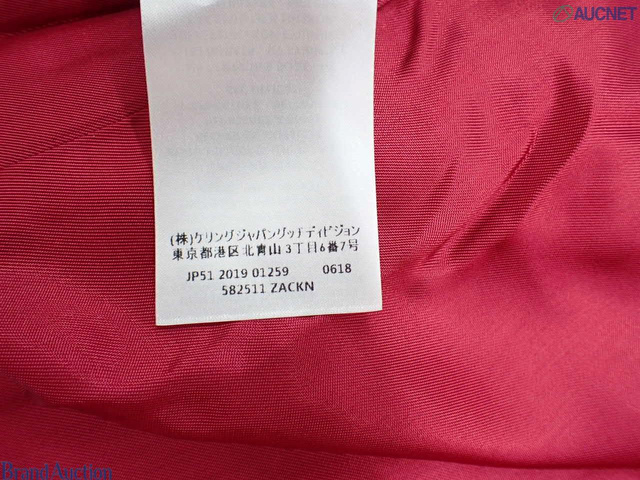 AUCNET
(株)ケリングジャパングッチディビジョン
東京都港区北青山3丁目6番7号
JP51 2019 01259 0618
582511 ZACKN
Brand Auction